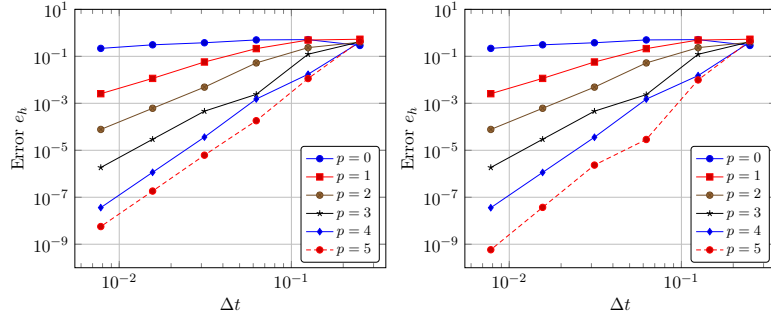 10^1
10^-1
10^-3
10^-5
10^-7
10^-9
10^-2
10^-1
Δt
Error e_h
p = 0
p = 1
p = 2
p = 3
p = 4
p = 5
10^1
10^-1
10^-3
10^-5
10^-7
10^-9
10^-2
10^-1
Δt
Error e_h
p = 0
p = 1
p = 2
p = 3
p = 4
p = 5